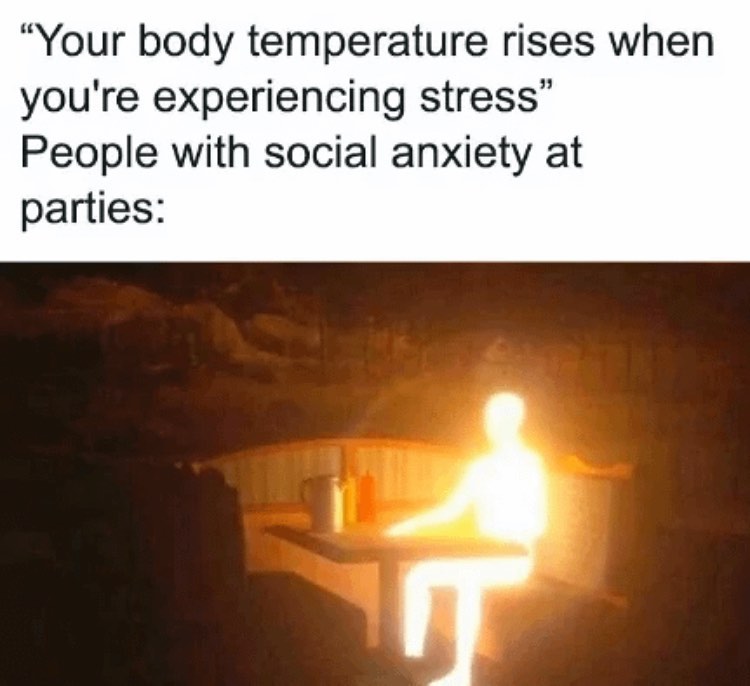 “Your body temperature rises when
you're experiencing stress”
People with social anxiety at
parties: